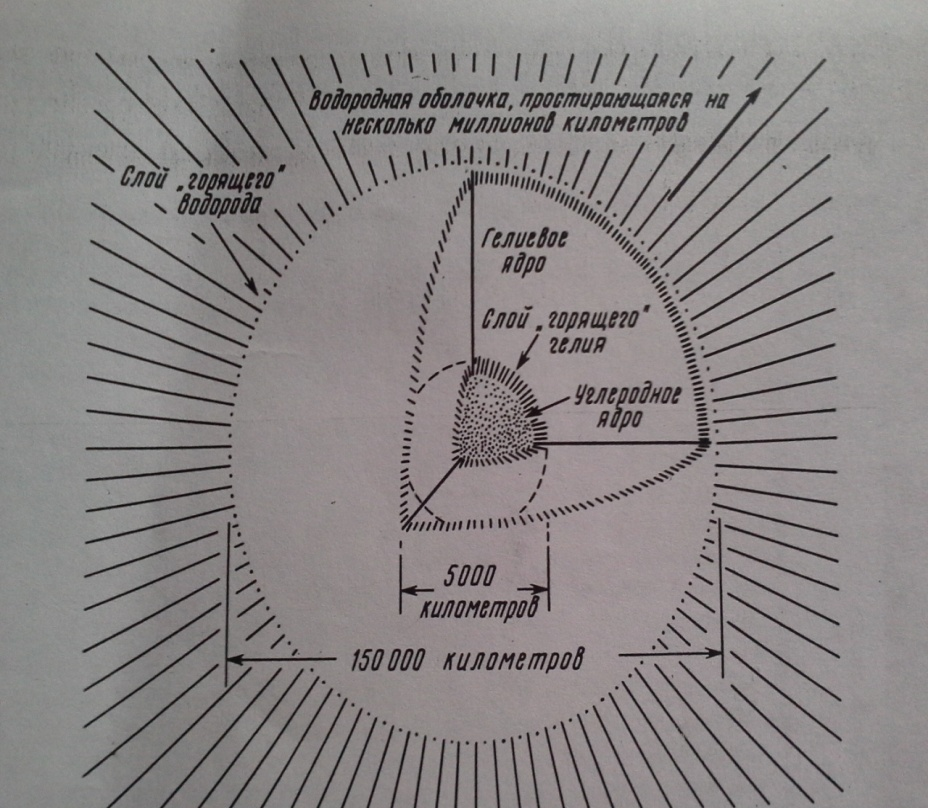 Водородная оболочка, простирающаяся на
несколько миллионов километров
Слой „горящего"
водорода
Гелиевое
ядро
Слой „горящего"
гелия
Углеродное
ядро
5000
километров
150 000 километров